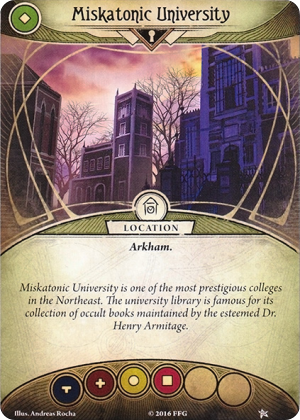 Miskatonic University
LOCATION
Arkham.
Miskatonic University is one of the most prestigious colleges
in the Northeast. The university library is famous for its
collection of occult books maintained by the esteemed Dr.
Henry Armitage.
Illus. Andreas Rocha
© 2016 FFG